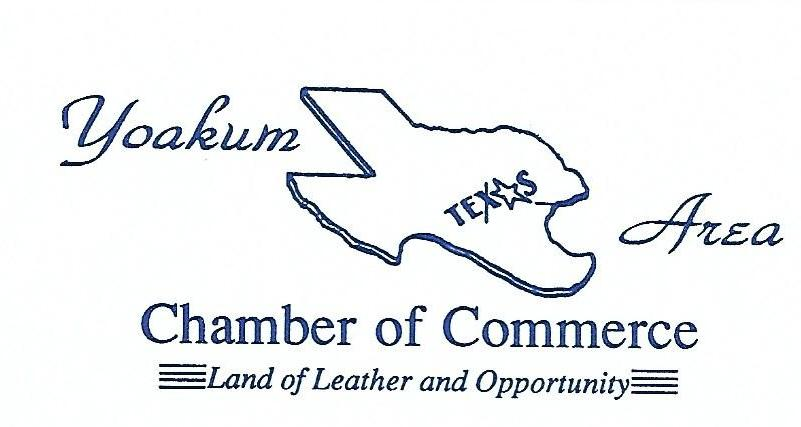 Yoakum
TEXAS
Area
Chamber of Commerce
Land of Leather and Opportunity